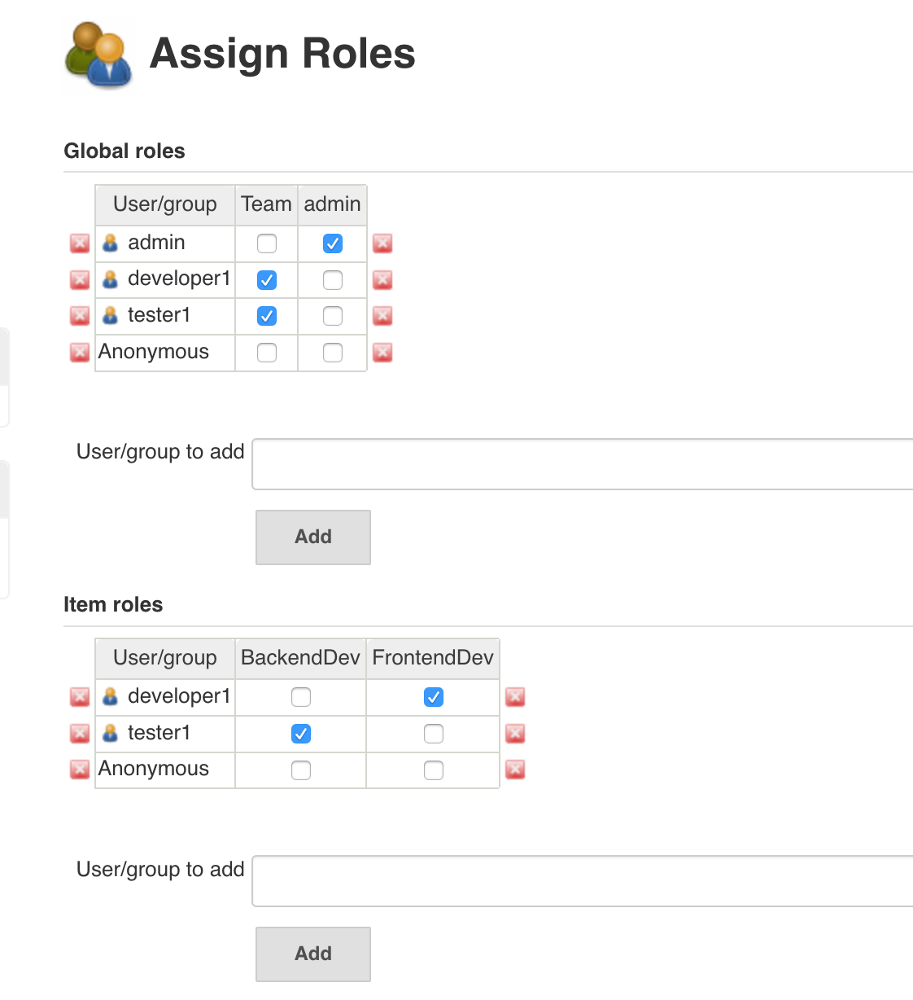 Assign Roles
Global roles
User/group Team admin
admin
developer1
tester1
Anonymous
User/group to add
Add
Item roles
User/group BackendDev FrontendDev
developer1
tester1
Anonymous
User/group to add
Add